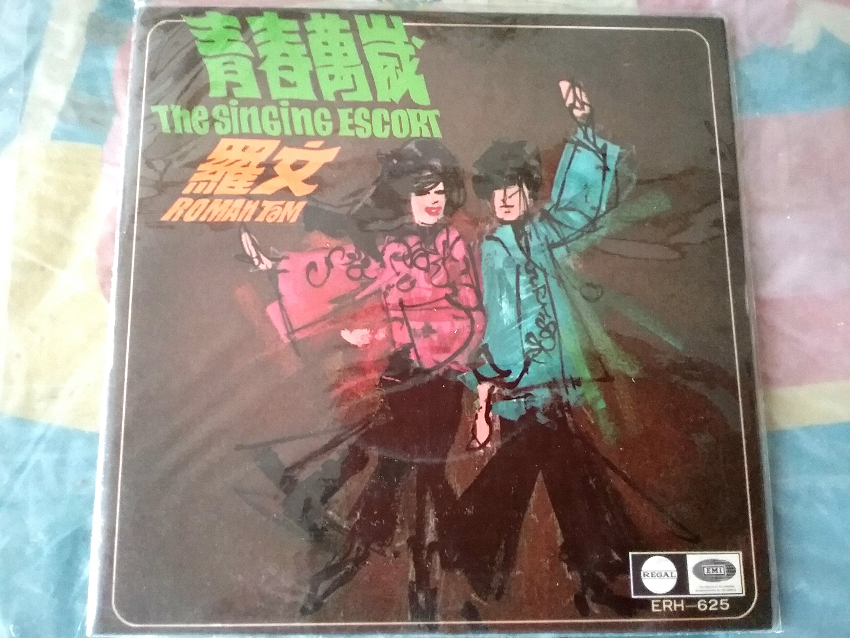 青春萬歲
The Singing ESCORT
羅文
ROMAN Tam
REGAL
EMI
ERH-625